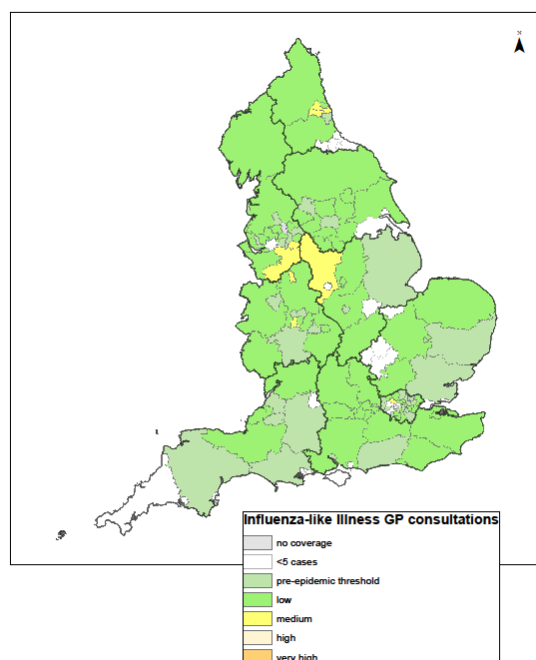 N
Influenza-like Illness GP consultations
no coverage
<5 cases
pre-epidemic threshold
low
medium
high
very high